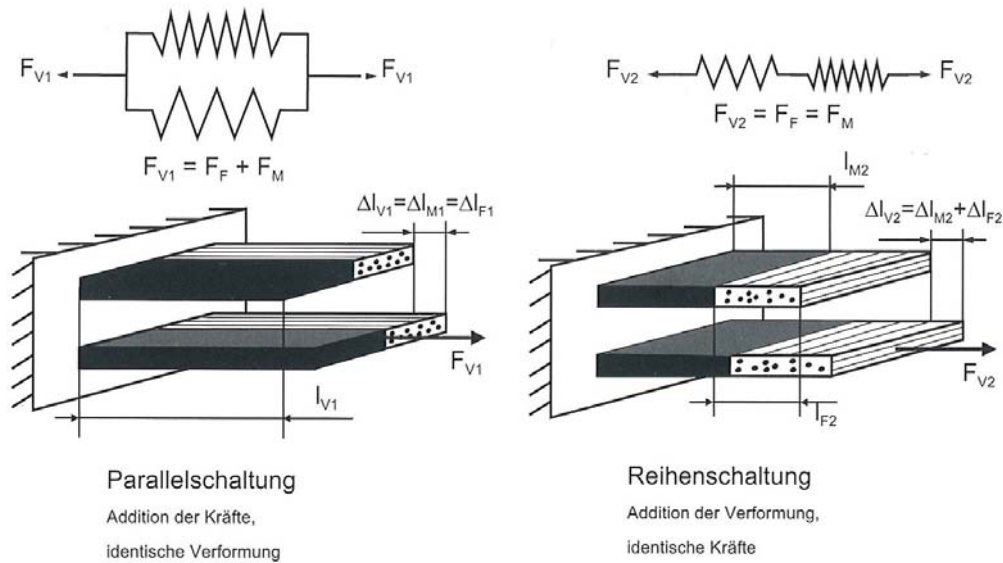 F_V1
F_V1
F_V1 = F_F + F_M
Δl_V1=Δl_M1=Δl_F1
F_V1
l_V1
Parallelschaltung
Addition der Kräfte,
identische Verformung
F_V2
F_V2
F_V2 = F_F = F_M
l_M2
Δl_V2=Δl_M2+Δl_F2
F_V2
l_F2
Reihenschaltung
Addition der Verformung,
identische Kräfte